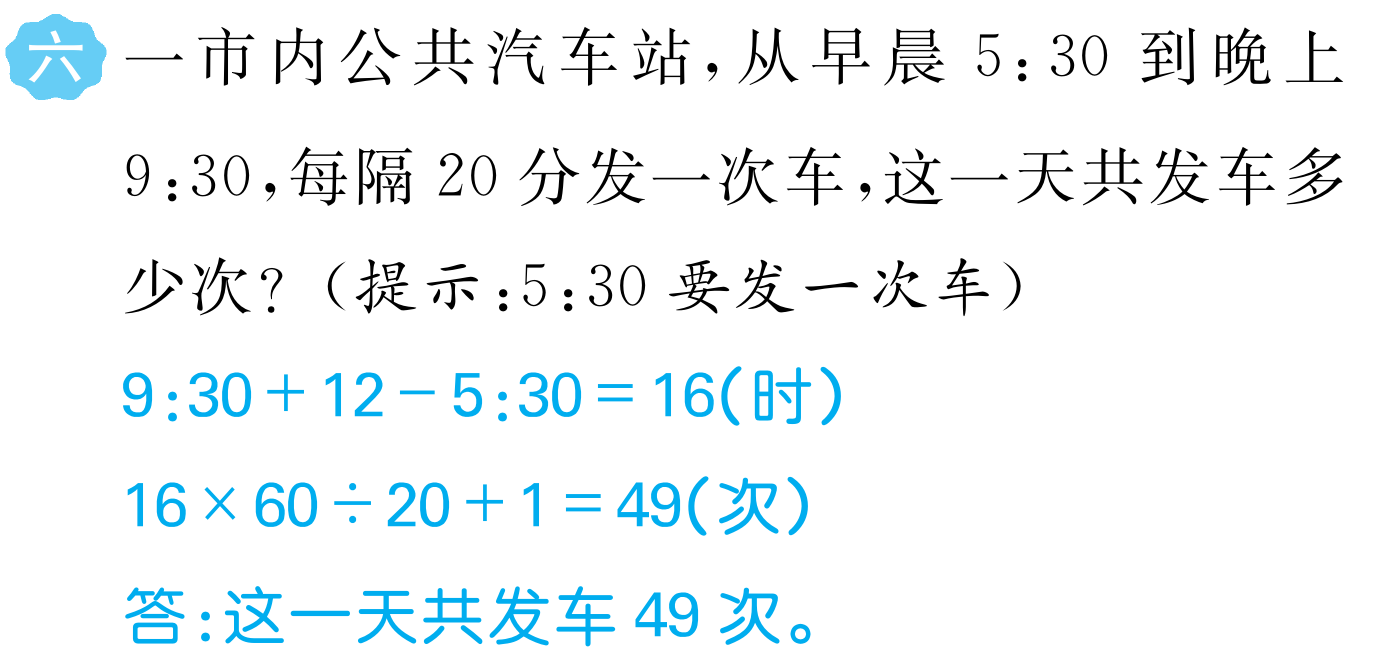 六 一市内公共汽车站,从早晨 5:30 到晚上
9:30,每隔 20 分发一次车,这一天共发车多
少次?(提示:5:30 要发一次车)
9:30+12-5:30=16(时)
16×60÷20+1=49(次)
答:这一天共发车 49 次。